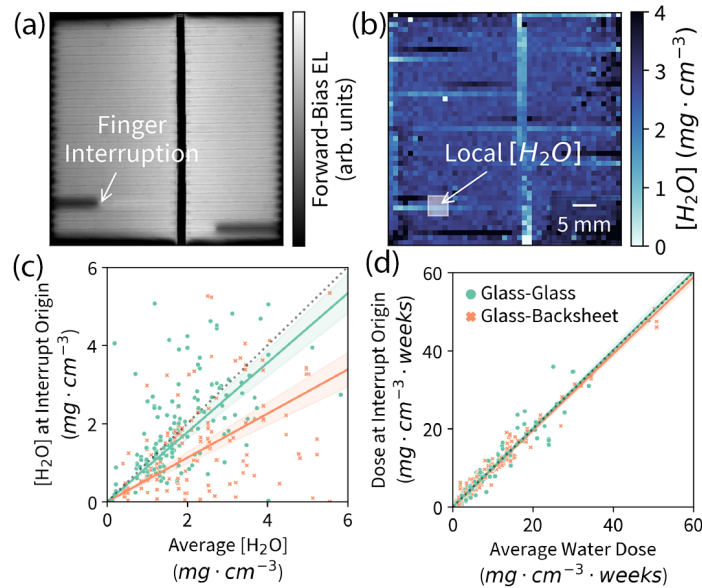 (a)
Finger
Interruption
Forward-Bias EL
(arb. units)
(b)
Local [H₂O]
5 mm
4
3
2
1
0
[H₂O] (mg · cm⁻³)
(c)
6
4
2
0
[H₂O] at Interrupt Origin
(mg · cm⁻³)
0 2 4 6
Average [H₂O]
(mg · cm⁻³)
(d)
60
40
20
0
Dose at Interrupt Origin
(mg · cm⁻³ · weeks)
Glass-Glass
Glass-Backsheet
0 20 40 60
Average Water Dose
(mg · cm⁻³ · weeks)